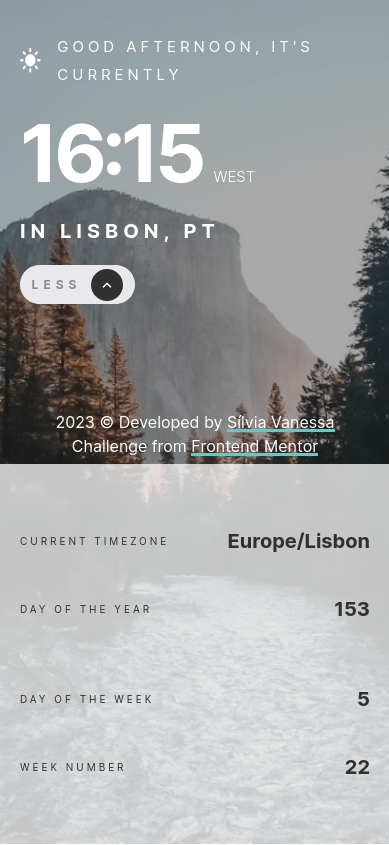 GOOD AFTERNOON, IT'S
CURRENTLY
16:15 WEST
IN LISBON, PT
LESS
2023 © Developed by Sílvia Vanessa
Challenge from Frontend Mentor
CURRENT TIMEZONE Europe/Lisbon
DAY OF THE YEAR 153
DAY OF THE WEEK 5
WEEK NUMBER 22